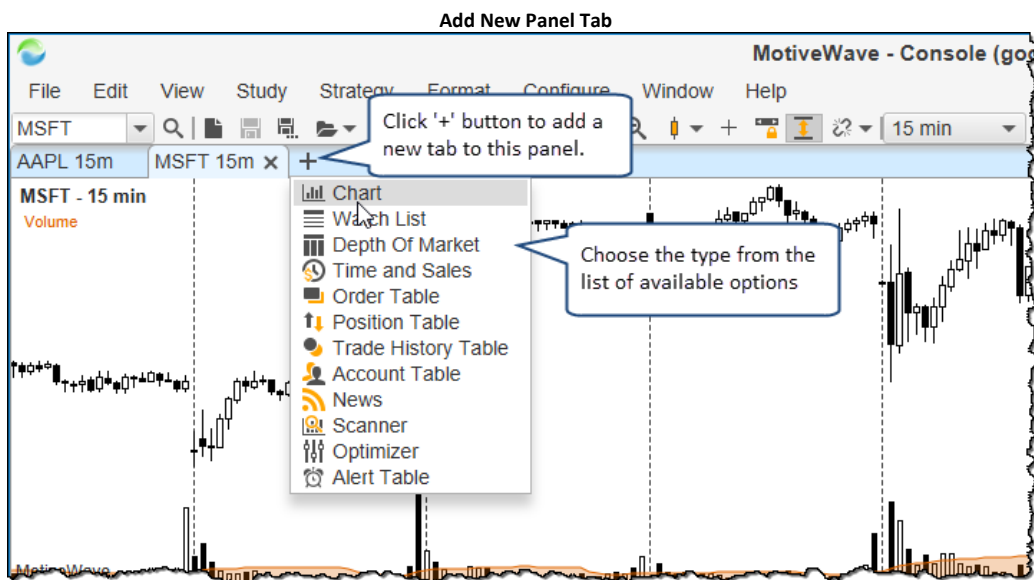 Add New Panel Tab
MotiveWave - Console (goo
File Edit View Study Strategy Format Configure Window Help
MSFT
15 min
Click '+' button to add a
new tab to this panel.
AAPL 15m
MSFT 15m
MSFT - 15 min
Volume
Chart
Watch List
Depth Of Market
Time and Sales
Order Table
Position Table
Trade History Table
Account Table
News
Scanner
Optimizer
Alert Table
Choose the type from the
list of available options
MotiveWave